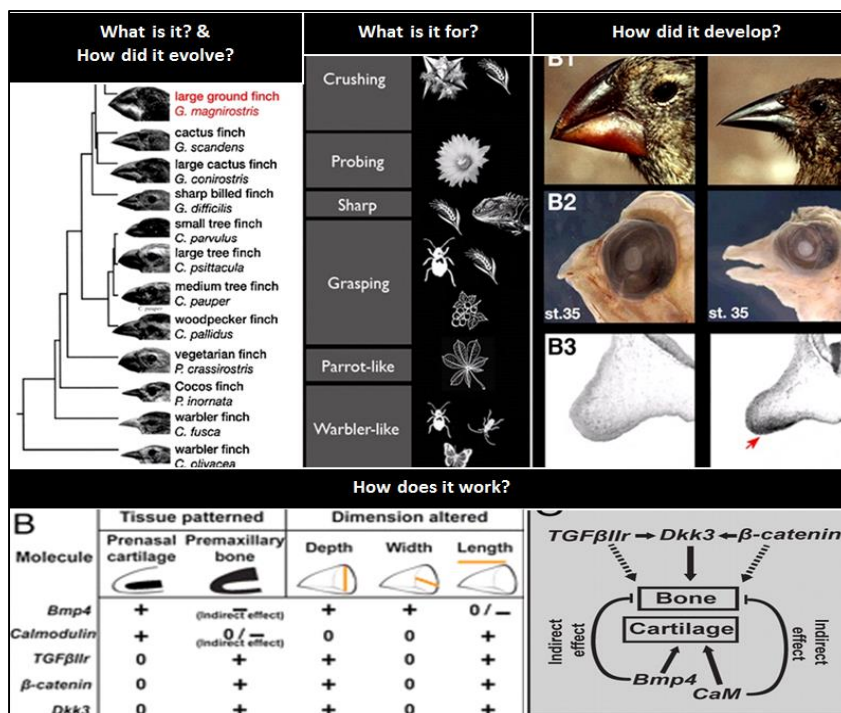 What is it? &
How did it evolve?
What is it for?
How did it develop?
large ground finch
G. magnirostris
cactus finch
G. scandens
large cactus finch
G. conirostris
sharp billed finch
G. difficilis
small tree finch
C. parvulus
large tree finch
C. psittacula
medium tree finch
C. pauper
C. pauper
woodpecker finch
C. pallidus
vegetarian finch
P. crassirostris
Cocos finch
P. inornata
warbler finch
C. fusca
warbler finch
C. olivacea
Crushing
Probing
Sharp
Grasping
Parrot-like
Warbler-like
B1
B2
st.35
st. 35
B3
How does it work?
B
Tissue patterned
Dimension altered
Molecule
Prenasal
cartilage
Premaxillary
bone
Depth
Width
Length
Bmp4 + – + + 0 / –
(Indirect effect)
Calmodulin + 0 / – 0 0 +
(Indirect effect)
TGFβIIr 0 + + 0 +
β-catenin 0 + + 0 +
Dkk3 0 + + 0 +
TGFβIIr Dkk3 β-catenin
Bone
Cartilage
Indirect
effect
Indirect
effect
Bmp4
CaM